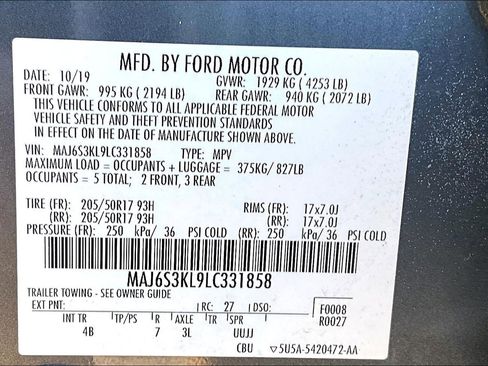 MFD. BY FORD MOTOR CO.
DATE: 10/19 GVWR: 1929 KG ( 4253 LB)
FRONT GAWR: 995 KG ( 2194 LB) REAR GAWR: 940 KG ( 2072 LB)
THIS VEHICLE CONFORMS TO ALL APPLICABLE FEDERAL MOTOR
VEHICLE SAFETY AND THEFT PREVENTION STANDARDS
IN EFFECT ON THE DATE OF MANUFACTURE SHOWN ABOVE.
VIN: MAJ6S3KL9LC331858 TYPE: MPV
MAXIMUM LOAD = OCCUPANTS + LUGGAGE = 375KG/ 827LB
OCCUPANTS = 5 TOTAL; 2 FRONT, 3 REAR
TIRE (FR): 205/50R17 93H RIMS (FR): 17x7.0J
(RR): 205/50R17 93H (RR): 17x7.0J
PRESSURE (FR): 250 kPa/ 36 PSI COLD (RR): 250 kPa/ 36 PSI COLD
MAJ6S3KL9LC331858
TRAILER TOWING - SEE OWNER GUIDE
EXT PNT: RC: 27 DSO: F0008
R0027
INT TR TP/PS R AXLE TR SPR
4B 7 3L UUJJ
CBU ▽5U5A-5420472-AA